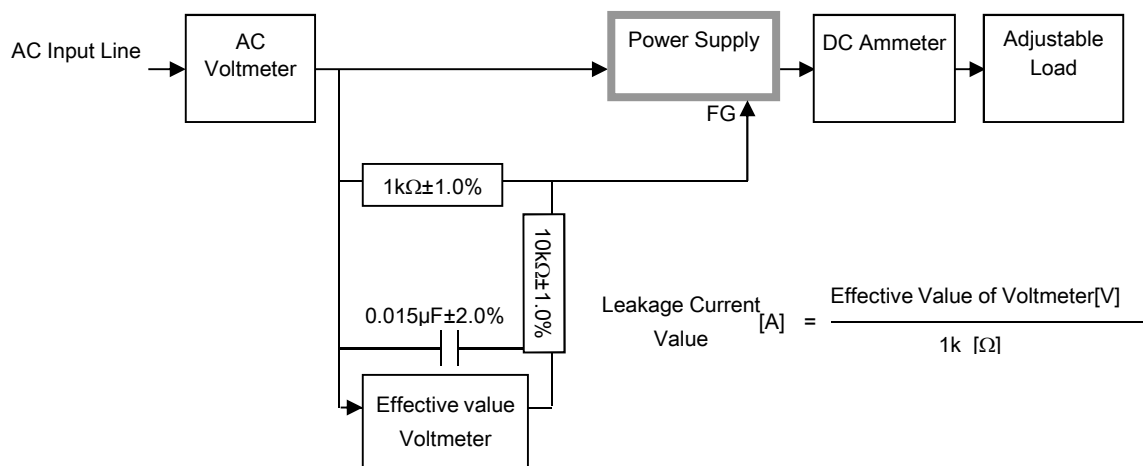 AC Input Line
AC
Voltmeter
Power Supply
DC Ammeter
Adjustable
Load
FG
1kΩ±1.0%
10kΩ±1.0%
0.015µF±2.0%
Effective value
Voltmeter
Leakage Current
Value
[A] =
Effective Value of Voltmeter[V]
1k [Ω]